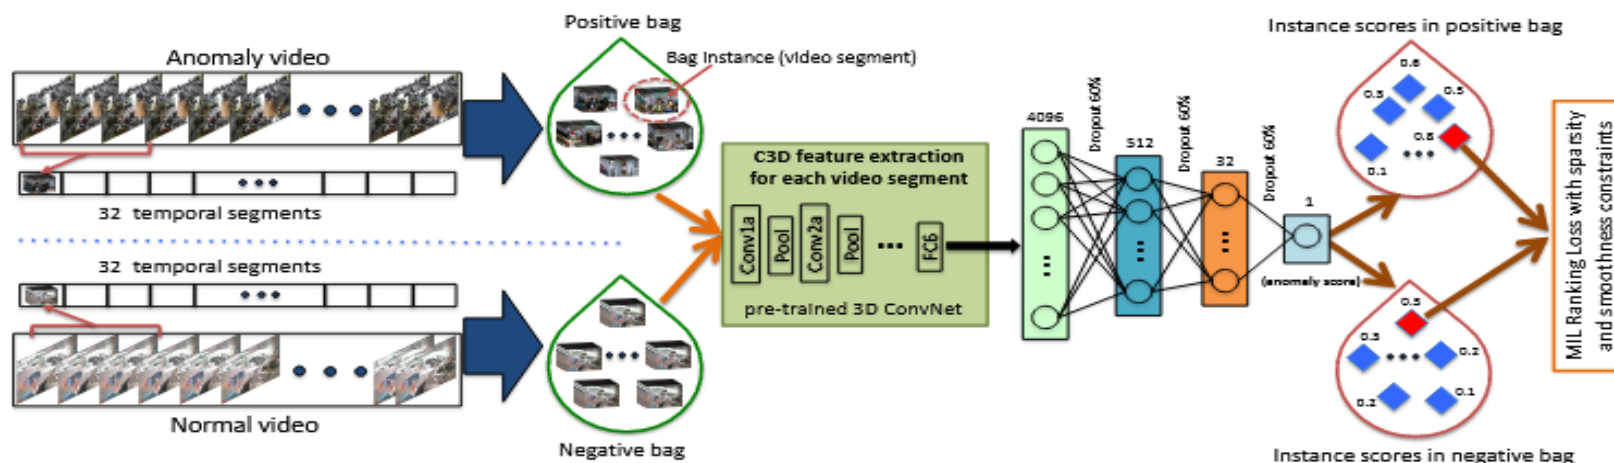 Positive bag
Anomaly video
Bag Instance (video segment)
32 temporal segments
32 temporal segments
Normal video
Negative bag
C3D feature extraction
for each video segment
Conv1a
Pool
Conv2a
Pool
FC6
pre-trained 3D ConvNet
4096
Dropout 60%
512
Dropout 60%
32
Dropout 60%
1
(anomaly score)
Instance scores in positive bag
0.6
0.5
0.8
0.1
0.5
0.3
0.2
0.2
0.1
Instance scores in negative bag
MIL Ranking Loss with sparsity
and smoothness constraints